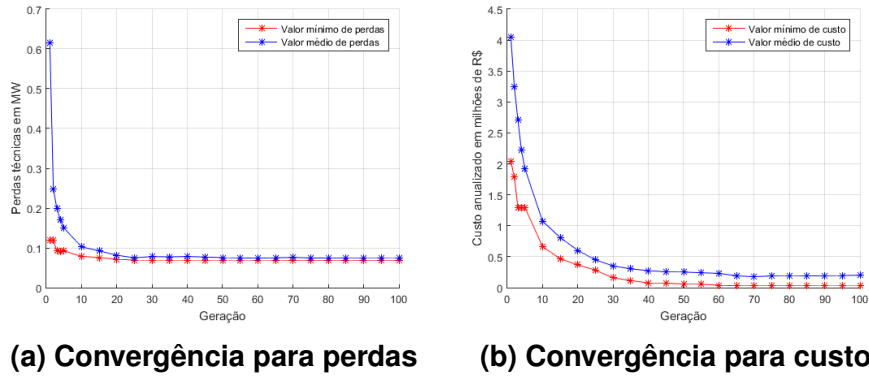 0.7
0.6
0.5
0.4
0.3
0.2
0.1
0
Perdas técnicas em MW
Valor mínimo de perdas
Valor médio de perdas
0 10 20 30 40 50 60 70 80 90 100
Geração
(a) Convergência para perdas
4.5
4
3.5
3
2.5
2
1.5
1
0.5
0
Custo anualizado em milhões de R$
Valor mínimo de custo
Valor médio de custo
0 10 20 30 40 50 60 70 80 90 100
Geração
(b) Convergência para custo